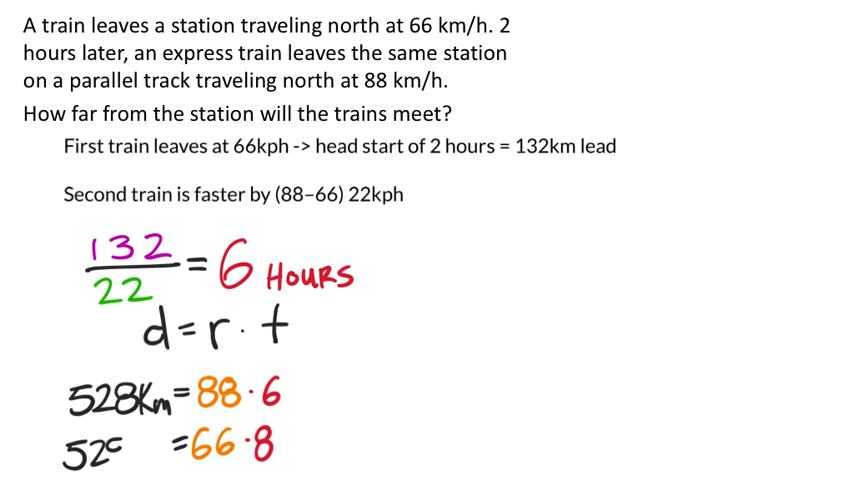 A train leaves a station traveling north at 66 km/h. 2
hours later, an express train leaves the same station
on a parallel track traveling north at 88 km/h.
How far from the station will the trains meet?
First train leaves at 66kph -> head start of 2 hours = 132km lead
Second train is faster by (88–66) 22kph
132
22
= 6 HOURS
d = r · t
528Km = 88 · 6
= 66 · 8